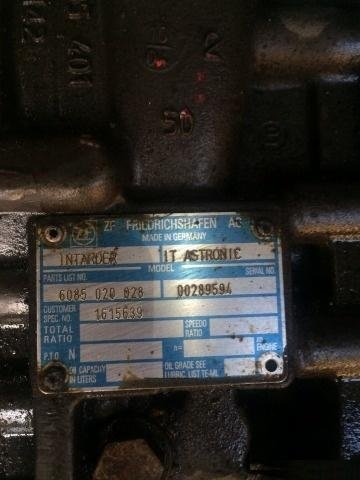 50
ZF FRIEDRICHSHAFEN AG
MADE IN GERMANY
INTARDER IT ASTRONIC
PARTS LIST NO. MODEL SERIAL NO.
6085 020 028 00289594
CUSTOMER SPEC. NO. 1615639
TOTAL RATIO SPEEDO RATIO
P.T.O. N n= ENGINE
OIL CAPACITY IN LITERS OIL GRADE SEE LUBRIC. LIST TE-ML